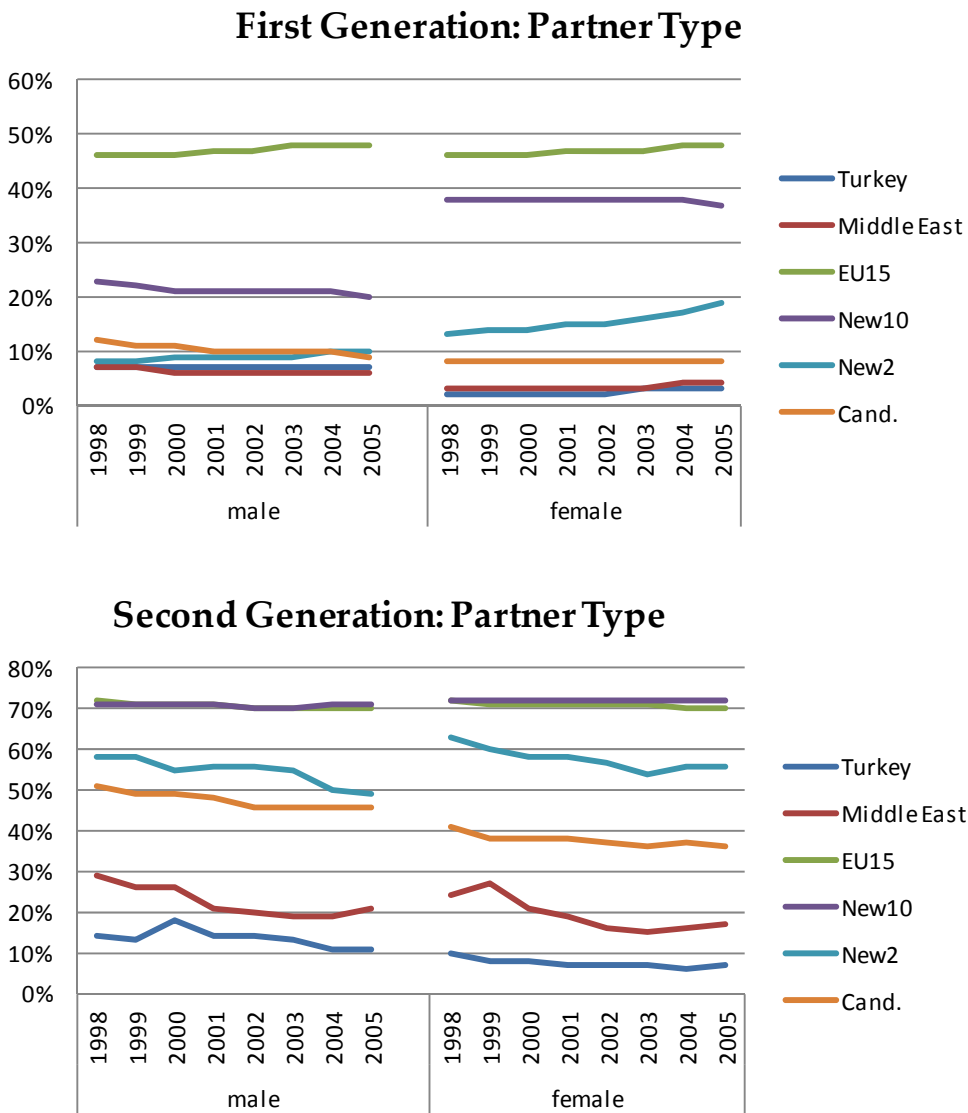 First Generation: Partner Type
60%
50%
40%
30%
20%
10%
0%
1998 1999 2000 2001 2002 2003 2004 2005 1998 1999 2000 2001 2002 2003 2004 2005
male female
Turkey
Middle East
EU15
New10
New2
Cand.
Second Generation: Partner Type
80%
70%
60%
50%
40%
30%
20%
10%
0%
1998 1999 2000 2001 2002 2003 2004 2005 1998 1999 2000 2001 2002 2003 2004 2005
male female
Turkey
Middle East
EU15
New10
New2
Cand.